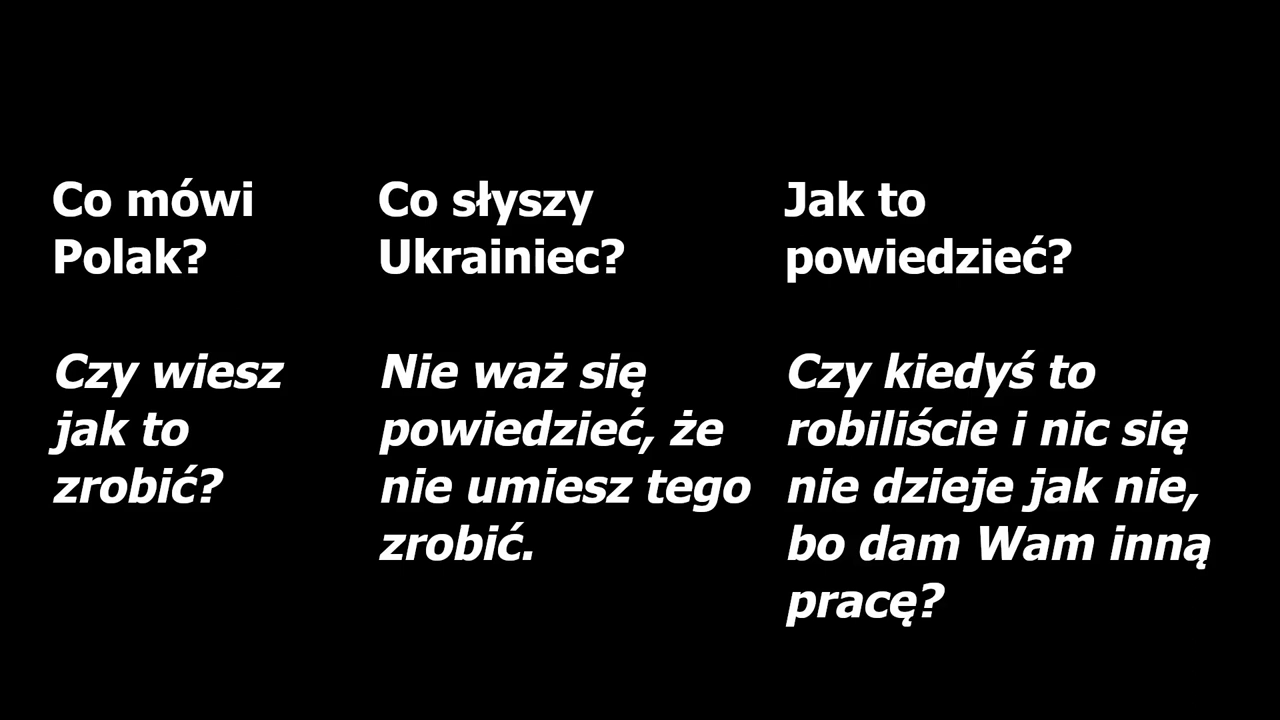 Co mówi
Polak?
Czy wiesz
jak to
zrobić?
Co słyszy
Ukrainiec?
Nie waż się
powiedzieć, że
nie umiesz tego
zrobić.
Jak to
powiedzieć?
Czy kiedyś to
robiliście i nic się
nie dzieje jak nie,
bo dam Wam inną
pracę?